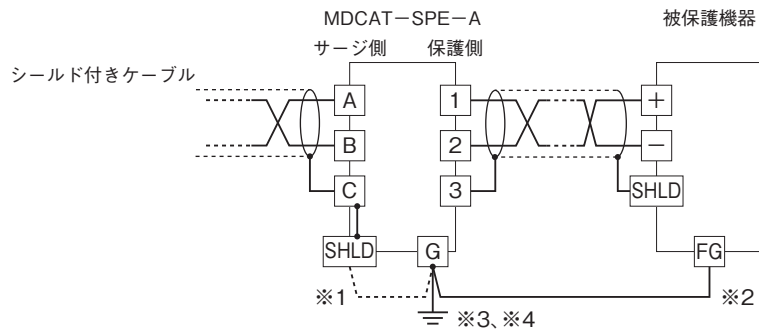 MDCAT−SPE−A
被保護機器
サージ側
保護側
シールド付きケーブル
A
1
+
B
2
−
C
3
SHLD
SHLD
G
FG
※1
※2
※3、※4